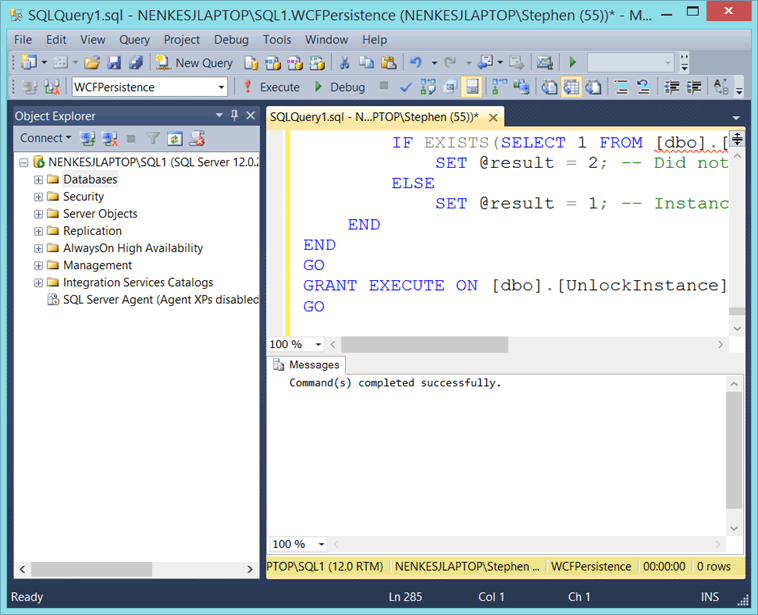 SQLQuery1.sql - NENKESJLAPTOP\SQL1.WCFPersistence (NENKESJLAPTOP\Stephen (55))* - M...
File Edit View Query Project Debug Tools Window Help
New Query
WCFPersistence Execute Debug
Object Explorer
Connect
NENKESJLAPTOP\SQL1 (SQL Server 12.0.2
Databases
Security
Server Objects
Replication
AlwaysOn High Availability
Management
Integration Services Catalogs
SQL Server Agent (Agent XPs disabled
SQLQuery1.sql - N...PTOP\Stephen (55))*
IF EXISTS(SELECT 1 FROM [dbo].[
SET @result = 2; -- Did not
ELSE
SET @result = 1; -- Instanc
END
END
GO
GRANT EXECUTE ON [dbo].[UnlockInstance]
GO
100 %
Messages
Command(s) completed successfully.
100 %
PTOP\SQL1 (12.0 RTM) NENKESJLAPTOP\Stephen ... WCFPersistence 00:00:00 0 rows
Ready Ln 285 Col 1 Ch 1 INS